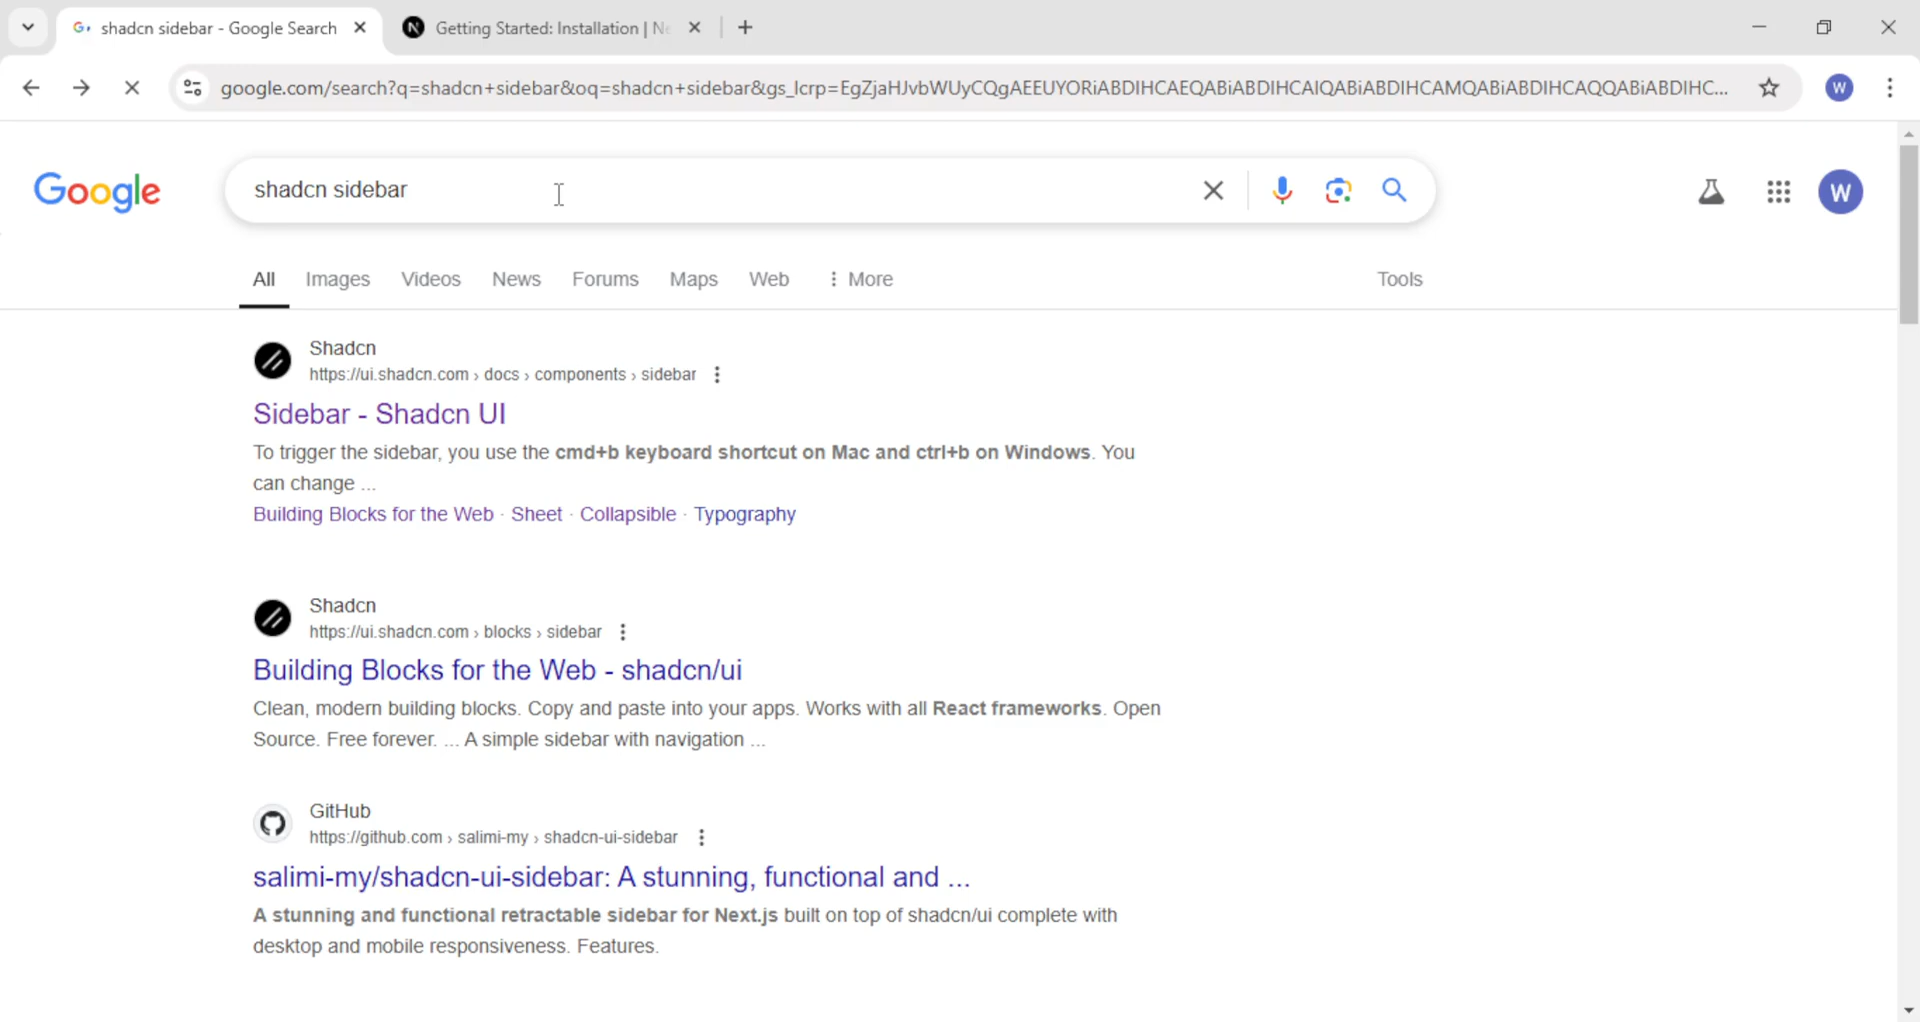 shadcn sidebar - Google Search
Getting Started: Installation | Ne
google.com/search?q=shadcn+sidebar&oq=shadcn+sidebar&gs_lcrp=EgZjaHJvbWUyCQgAEEUYORiABDIHCAEQABiABDIHCAIQABiABDIHCAMQABiABDIHCAQQABiABDIHC...
W
Google
shadcn sidebar
W
All Images Videos News Forums Maps Web More Tools
Shadcn
https://ui.shadcn.com › docs › components › sidebar
Sidebar - Shadcn UI
To trigger the sidebar, you use the cmd+b keyboard shortcut on Mac and ctrl+b on Windows. You
can change ...
Building Blocks for the Web · Sheet · Collapsible · Typography
Shadcn
https://ui.shadcn.com › blocks › sidebar
Building Blocks for the Web - shadcn/ui
Clean, modern building blocks. Copy and paste into your apps. Works with all React frameworks. Open
Source. Free forever. ... A simple sidebar with navigation ...
GitHub
https://github.com › salimi-my › shadcn-ui-sidebar
salimi-my/shadcn-ui-sidebar: A stunning, functional and ...
A stunning and functional retractable sidebar for Next.js built on top of shadcn/ui complete with
desktop and mobile responsiveness. Features.